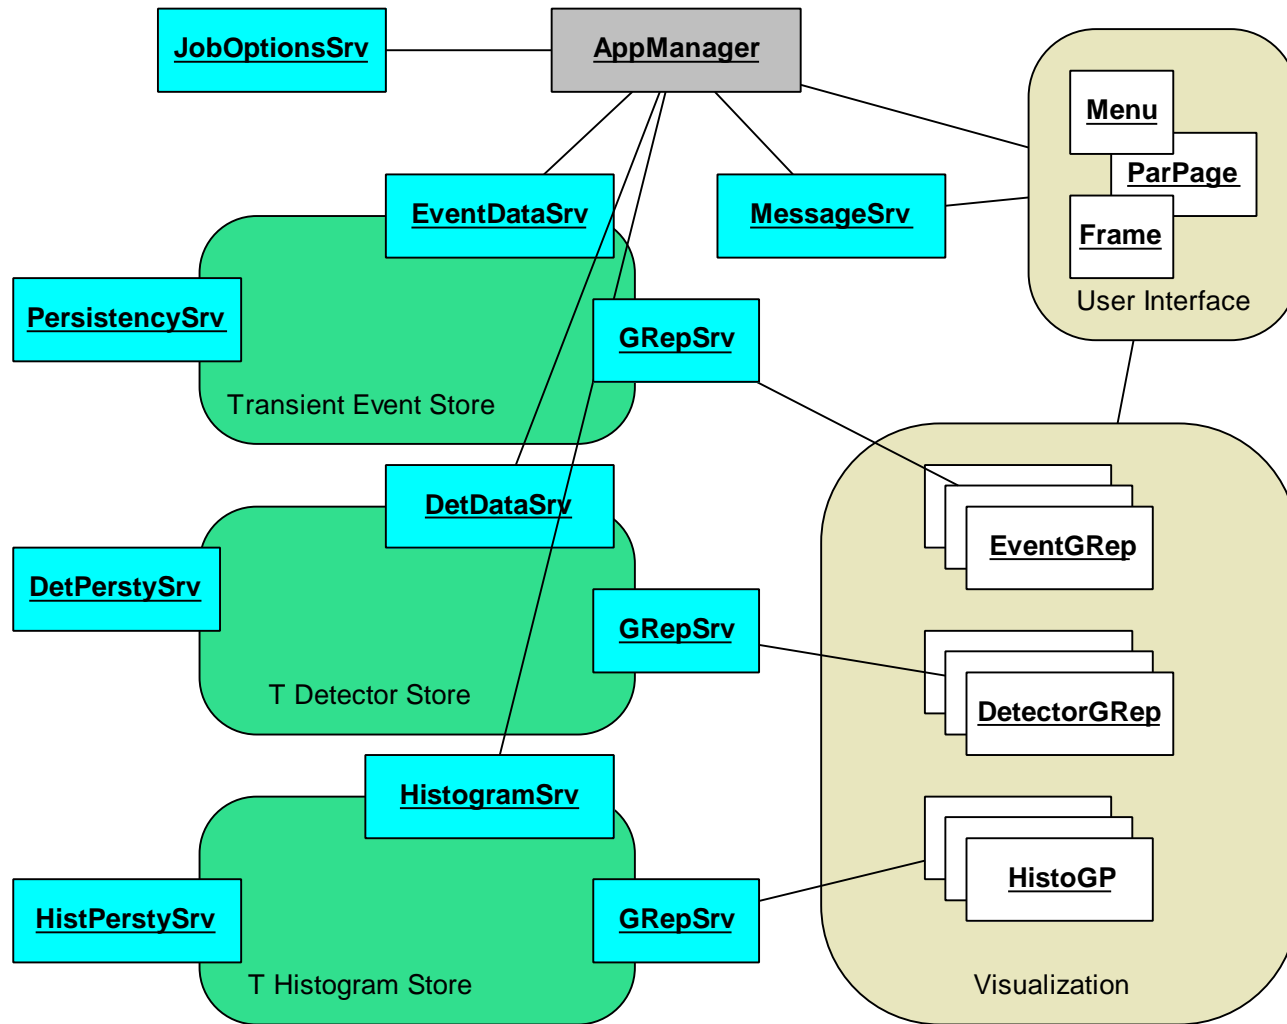 JobOptionsSrv
AppManager
Menu
ParPage
Frame
User Interface
EventDataSrv
MessageSrv
PersistencySrv
GRepSrv
Transient Event Store
DetDataSrv
EventGRep
DetPerstySrv
GRepSrv
T Detector Store
DetectorGRep
HistogramSrv
HistPerstySrv
GRepSrv
HistoGP
T Histogram Store
Visualization